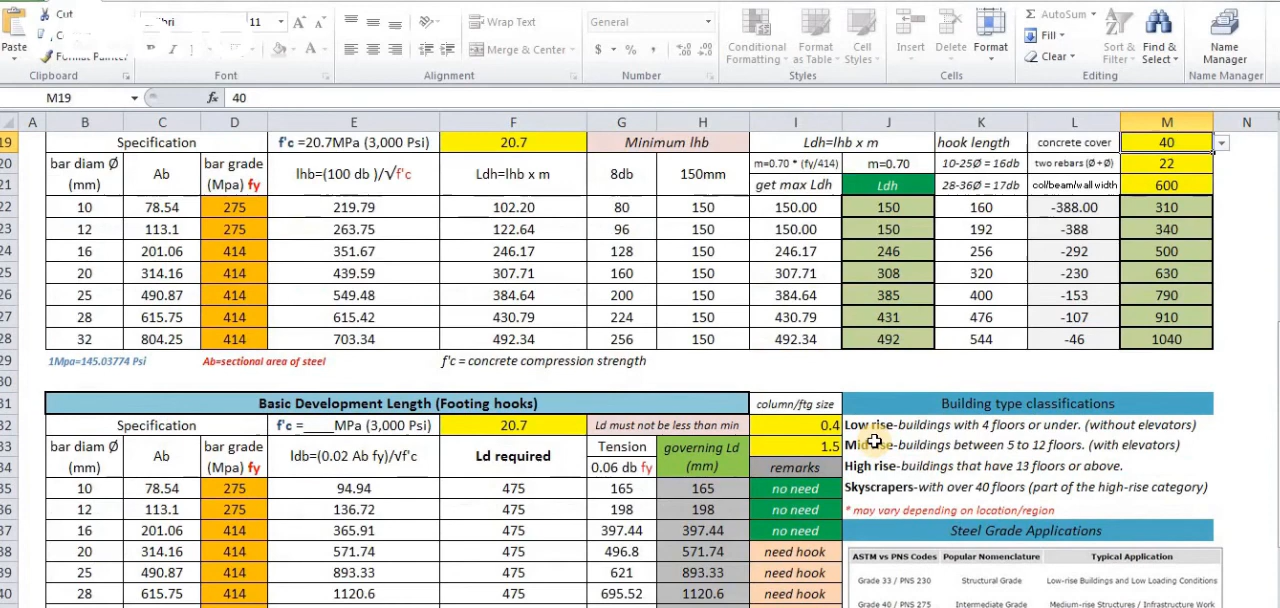 Cut
11
Wrap Text
General
AutoSum
Paste
Fill
B I
A
Merge & Center
$ % ,
Conditional Formatting
Format as Table
Cell Styles
Insert
Delete
Format
Sort & Filter
Find & Select
Name Manager
Format Painter
Clear
Clipboard Font Alignment Number Styles Cells Editing Name Manager
M19 fx 40
A B C D E F G H I J K L M N
19 Specification f'c =20.7MPa (3,000 Psi) 20.7 Minimum lhb Ldh=lhb x m hook length concrete cover 40
20 bar diam Ø (mm) Ab bar grade (Mpa) fy lhb=(100 db )/√f'c Ldh=lhb x m 8db 150mm m=0.70 * (fy/414) m=0.70 10-25Ø = 16db two rebars (Ø+Ø) 22
21 get max Ldh Ldh 28-36Ø = 17db col/beam/wall width 600
22 10 78.54 275 219.79 102.20 80 150 150.00 150 160 -388.00 310
23 12 113.1 275 263.75 122.64 96 150 150.00 150 192 -388 340
24 16 201.06 414 351.67 246.17 128 150 246.17 246 256 -292 500
25 20 314.16 414 439.59 307.71 160 150 307.71 308 320 -230 630
26 25 490.87 414 549.48 384.64 200 150 384.64 385 400 -153 790
27 28 615.75 414 615.42 430.79 224 150 430.79 431 476 -107 910
28 32 804.25 414 703.34 492.34 256 150 492.34 492 544 -46 1040
29 1Mpa=145.03774 Psi Ab=sectional area of steel f'c = concrete compression strength
30
31 Basic Development Length (Footing hooks) column/ftg size Building type classifications
32 Specification f'c =____MPa (3,000 Psi) 20.7 Ld must not be less than min 0.4 Low rise-buildings with 4 floors or under. (without elevators)
33 bar diam Ø (mm) Ab bar grade (Mpa) fy ldb=(0.02 Ab fy)/√f'c Ld required Tension governing Ld (mm) 1.5 Mid rise-buildings between 5 to 12 floors. (with elevators)
34 0.06 db fy remarks High rise-buildings that have 13 floors or above.
35 10 78.54 275 94.94 475 165 165 no need Skyscrapers-with over 40 floors (part of the high-rise category)
36 12 113.1 275 136.72 475 198 198 no need * may vary depending on location/region
37 16 201.06 414 365.91 475 397.44 397.44 no need Steel Grade Applications
38 20 314.16 414 571.74 475 496.8 571.74 need hook ASTM vs PNS Codes Popular Nomenclature Typical Application
39 25 490.87 414 893.33 475 621 893.33 need hook Grade 33 / PNS 230 Structural Grade Low-rise Buildings and Low Loading Conditions
40 28 615.75 414 1120.6 475 695.52 1120.6 need hook Grade 40 / PNS 275 Intermediate Grade Medium-rise Structures / Infrastructure Work